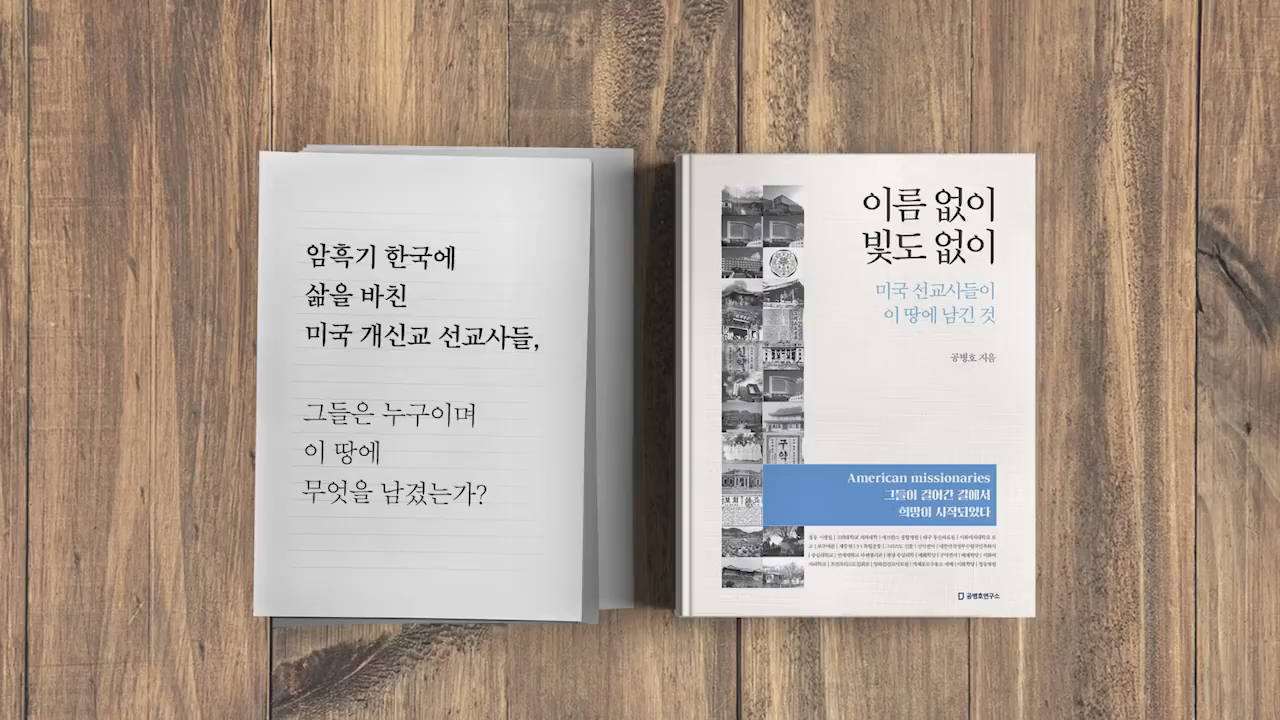 암흑기 한국에
삶을 바친
미국 개신교 선교사들,
그들은 누구이며
이 땅에
무엇을 남겼는가?
이름 없이
빛도 없이
미국 선교사들이
이 땅에 남긴 것
공병호 지음
구약
American missionaries
그들이 걸어간 길에서
희망이 시작되었다
공병호연구소